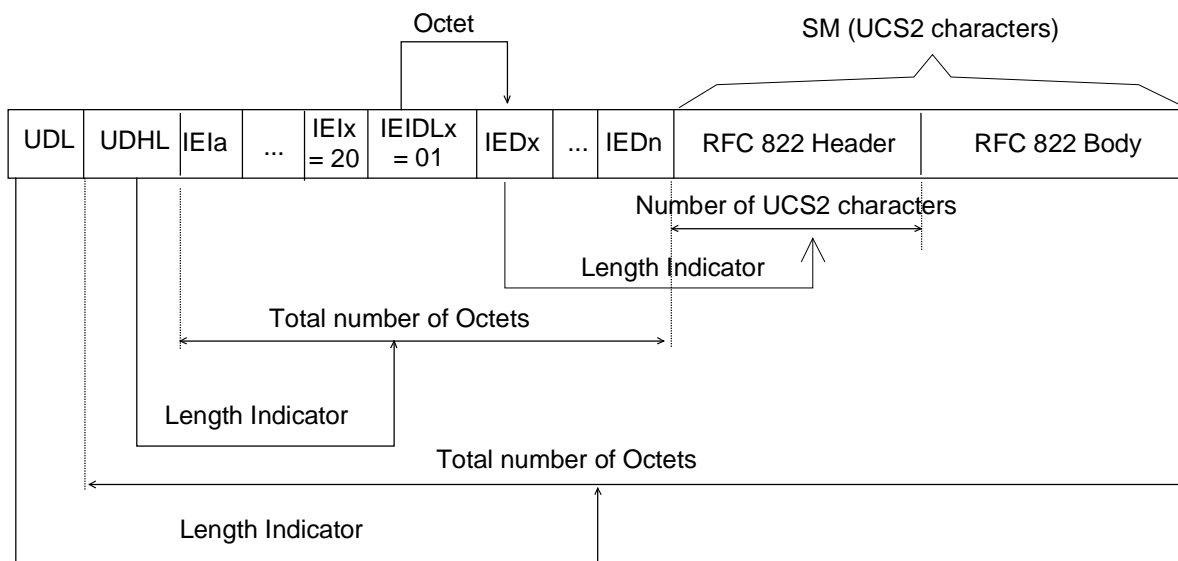 Octet
SM (UCS2 characters)
UDL
UDHL
IEIa
...
IEIx
= 20
IEIDLx
= 01
IEDx
...
IEDn
RFC 822 Header
RFC 822 Body
Number of UCS2 characters
Length Indicator
Total number of Octets
Length Indicator
Total number of Octets
Length Indicator